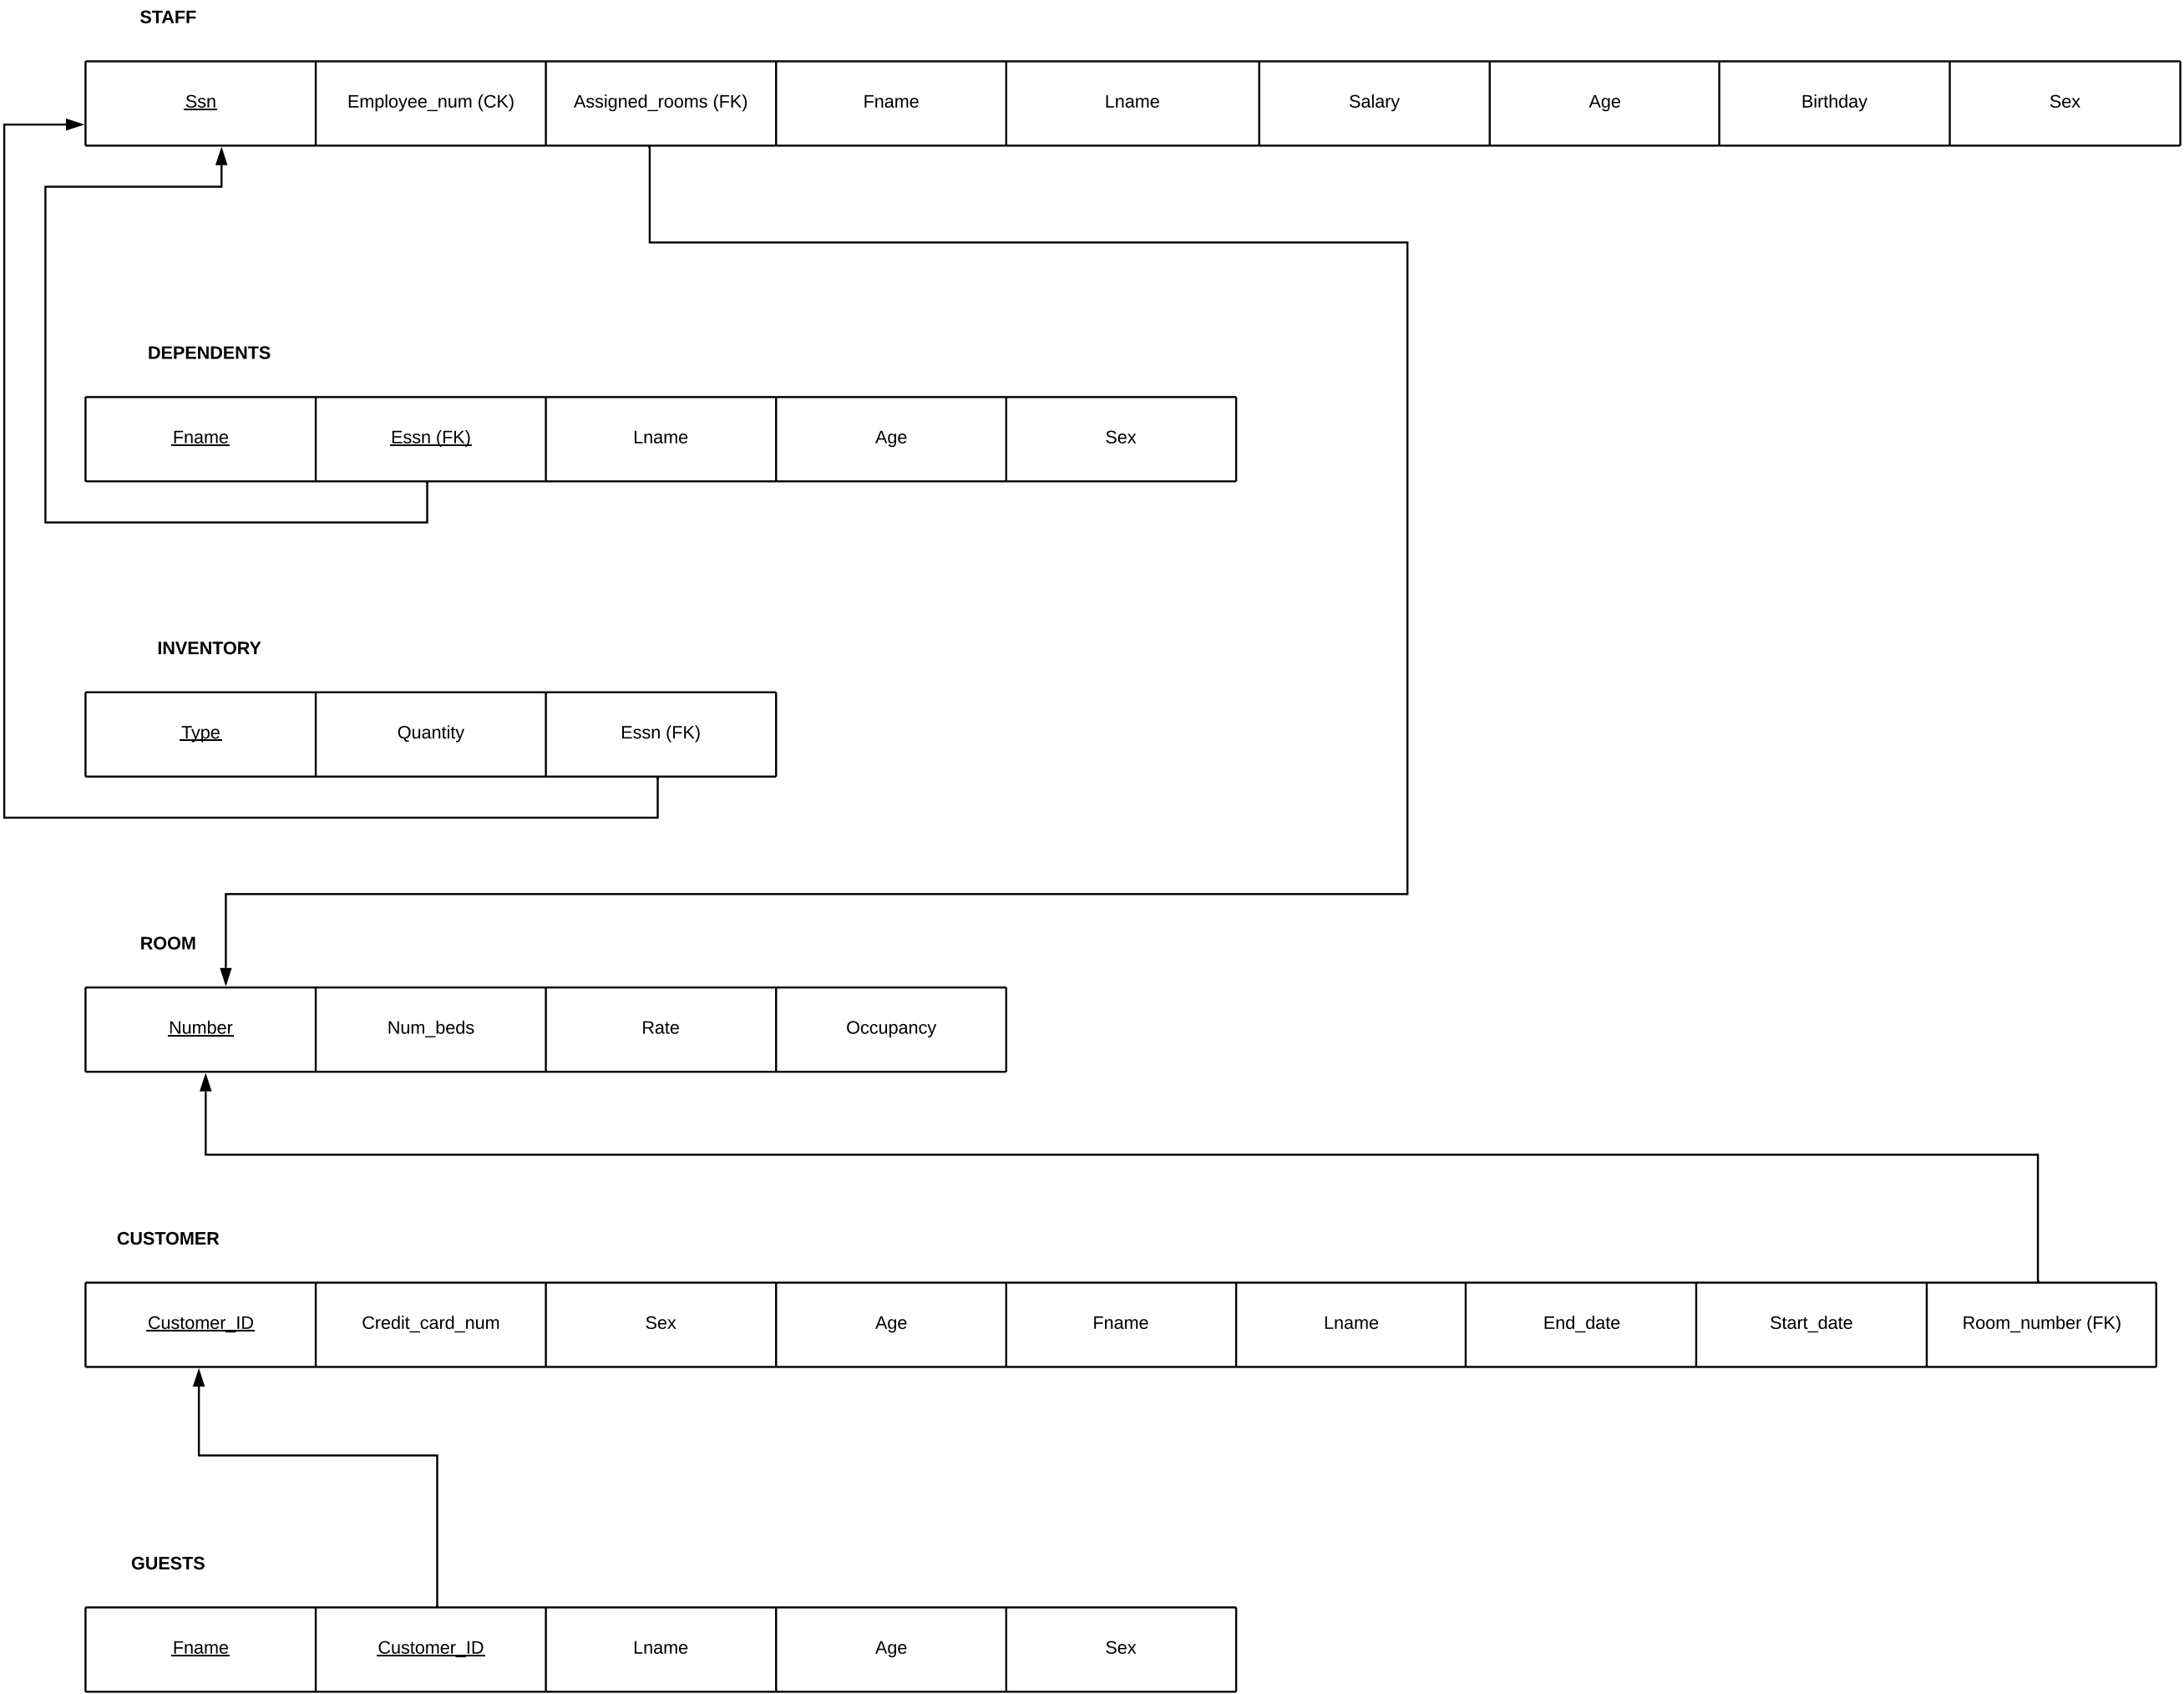 STAFF
Ssn Employee_num (CK) Assigned_rooms (FK) Fname Lname Salary Age Birthday Sex
DEPENDENTS
Fname Essn (FK) Lname Age Sex
INVENTORY
Type Quantity Essn (FK)
ROOM
Number Num_beds Rate Occupancy
CUSTOMER
Customer_ID Credit_card_num Sex Age Fname Lname End_date Start_date Room_number (FK)
GUESTS
Fname Customer_ID Lname Age Sex